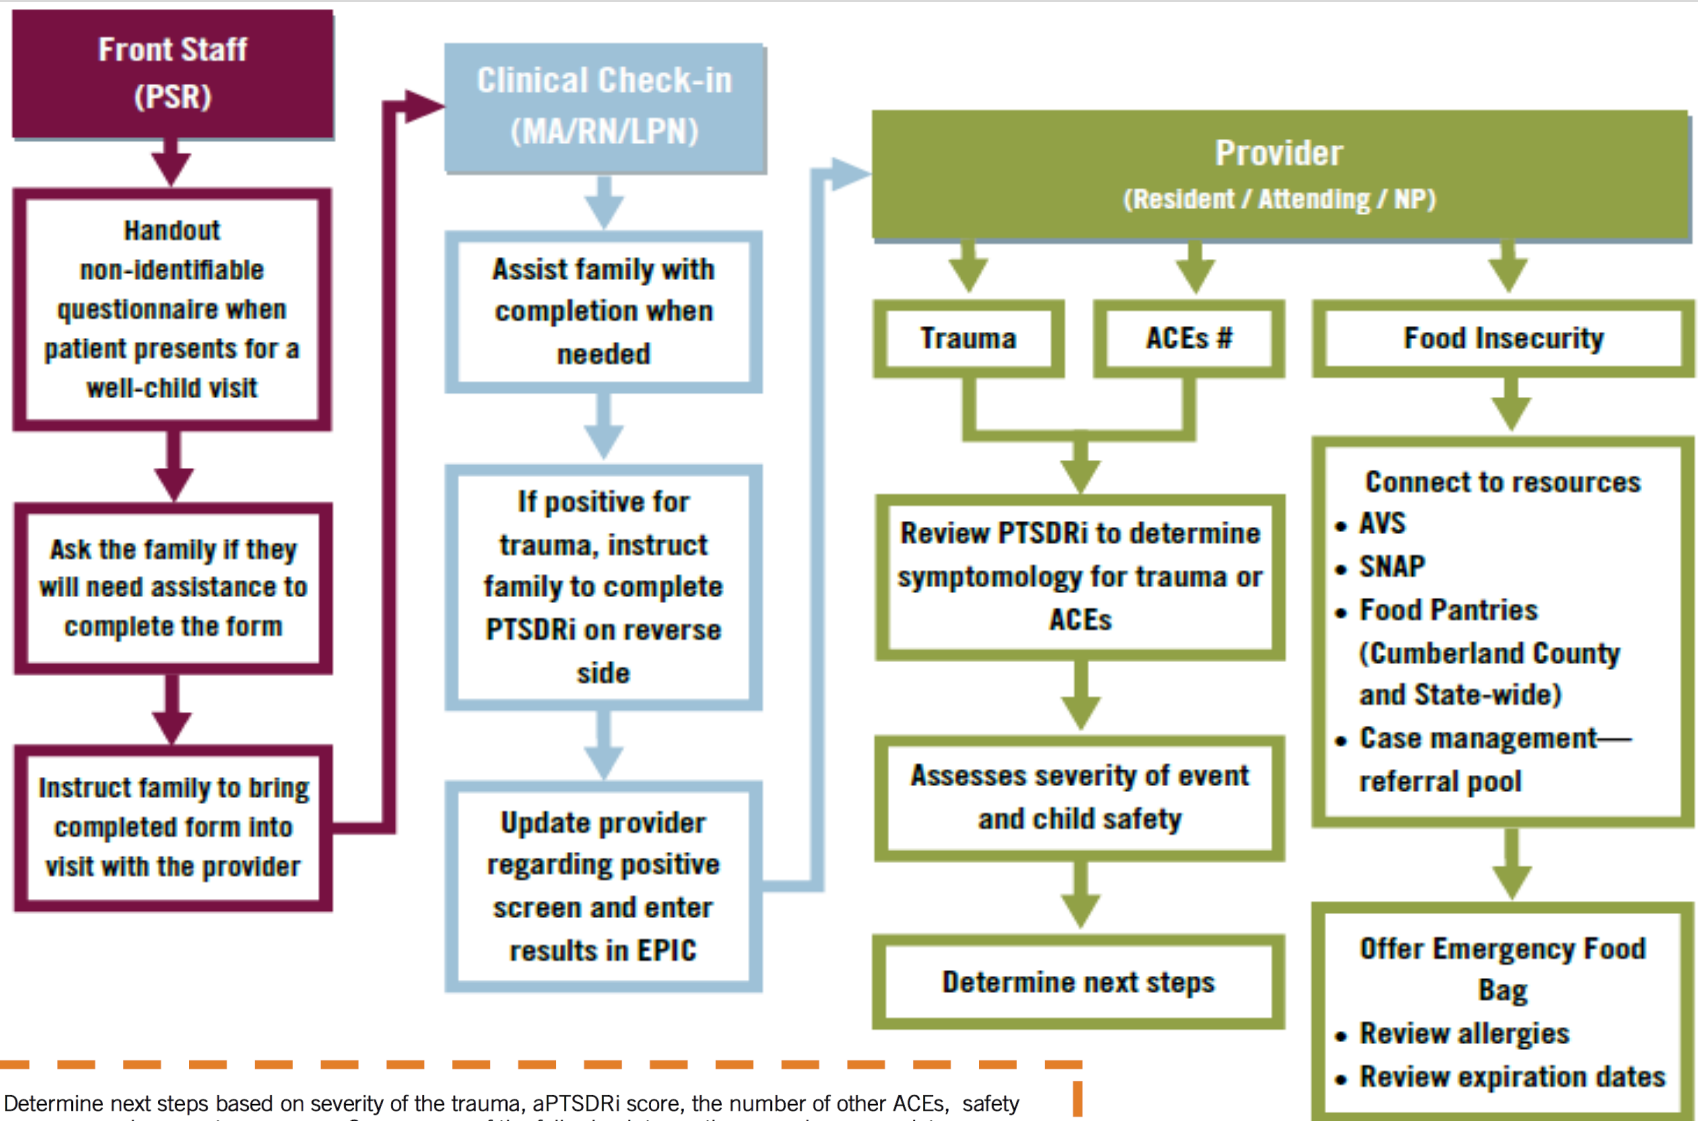 Front Staff
(PSR)
Handout
non-identifiable
questionnaire when
patient presents for a
well-child visit
Ask the family if they
will need assistance to
complete the form
Instruct family to bring
completed form into
visit with the provider
Clinical Check-in
(MA/RN/LPN)
Assist family with
completion when
needed
If positive for
trauma, instruct
family to complete
PTSDRi on reverse
side
Update provider
regarding positive
screen and enter
results in EPIC
Provider
(Resident / Attending / NP)
Trauma
ACEs #
Review PTSDRi to determine
symptomology for trauma or
ACEs
Assesses severity of event
and child safety
Determine next steps
Food Insecurity
Connect to resources
• AVS
• SNAP
• Food Pantries
(Cumberland County
and State-wide)
• Case management—
referral pool
Offer Emergency Food
Bag
• Review allergies
• Review expiration dates
Determine next steps based on severity of the trauma, aPTSDRi score, the number of other ACEs, safety